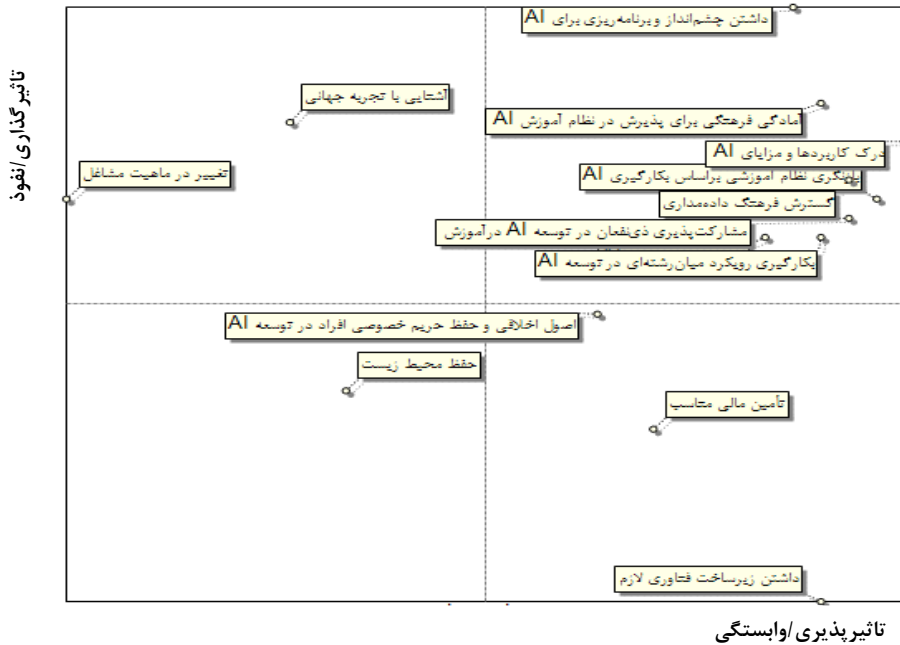 تاثیرگذاری/نفوذ
داشتن چشم‌انداز و برنامه‌ریزی برای AI
آشنایی با تجربه جهانی
آمادگی فرهنگی برای پذیرش در نظام آموزش AI
درک کاربردها و مزایای AI
تغییر در ماهیت مشاغل
بازنگری نظام آموزشی براساس بکارگیری AI
گسترش فرهنگ داده‌مداری
مشارکت‌پذیری ذی‌نفعان در توسعه AI درآموزش
بکارگیری رویکرد میان‌رشته‌ای در توسعه AI
اصول اخلاقی و حفظ حریم خصوصی افراد در توسعه AI
حفظ محیط زیست
تأمین مالی مناسب
داشتن زیرساخت فناوری لازم
تاثیرپذیری/وابستگی